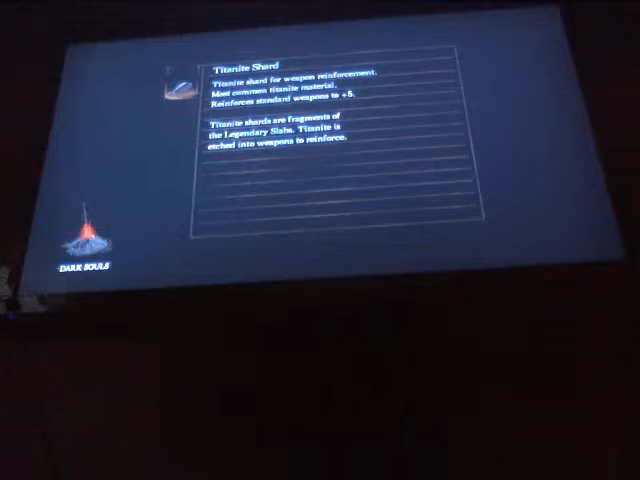 Titanite Shard
Titanite shard for weapon reinforcement.
Most common titanite material.
Reinforces standard weapons to +5.
Titanite shards are fragments of
the Legendary Slabs. Titanite is
etched into weapons to reinforce.
DARK SOULS